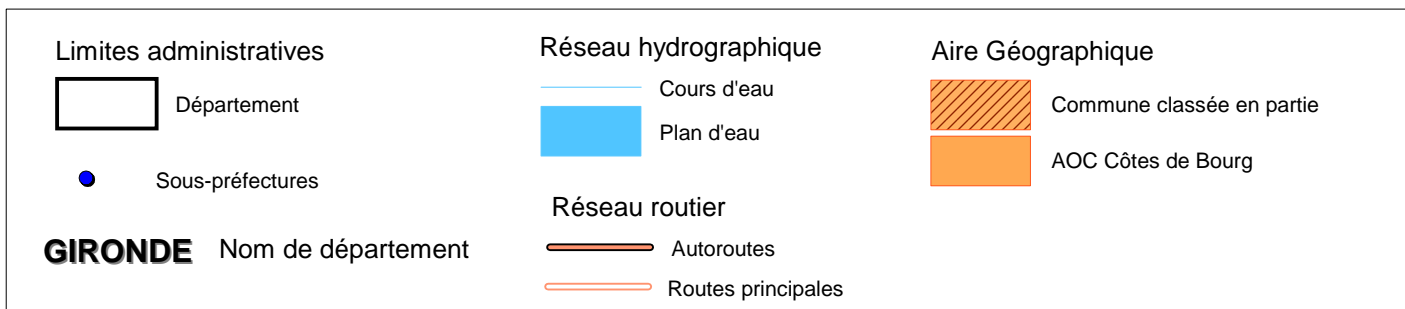 Limites administratives
Département
Sous-préfectures
GIRONDE Nom de département
Réseau hydrographique
Cours d'eau
Plan d'eau
Réseau routier
Autoroutes
Routes principales
Aire Géographique
Commune classée en partie
AOC Côtes de Bourg